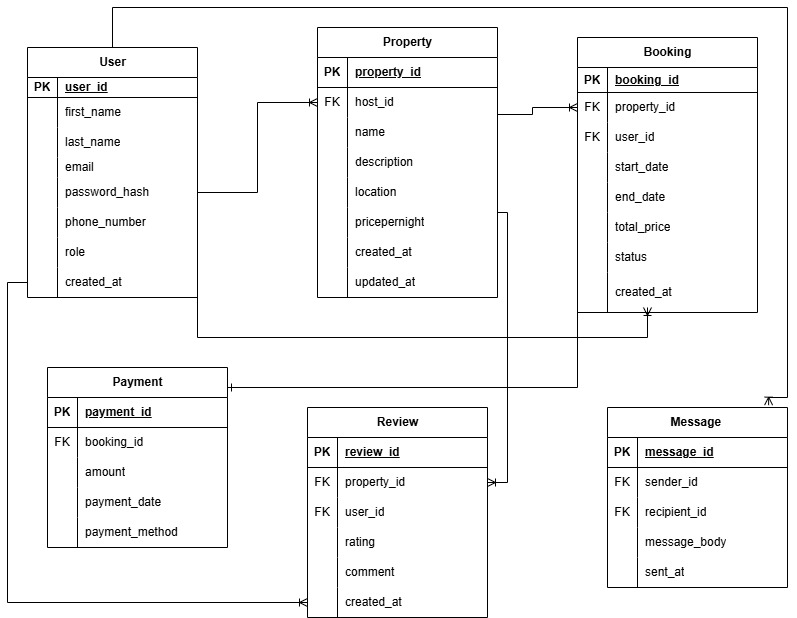 User
PK user_id
first_name
last_name
email
password_hash
phone_number
role
created_at
Property
PK property_id
FK host_id
name
description
location
pricepernight
created_at
updated_at
Booking
PK booking_id
FK property_id
FK user_id
start_date
end_date
total_price
status
created_at
Payment
PK payment_id
FK booking_id
amount
payment_date
payment_method
Review
PK review_id
FK property_id
FK user_id
rating
comment
created_at
Message
PK message_id
FK sender_id
FK recipient_id
message_body
sent_at